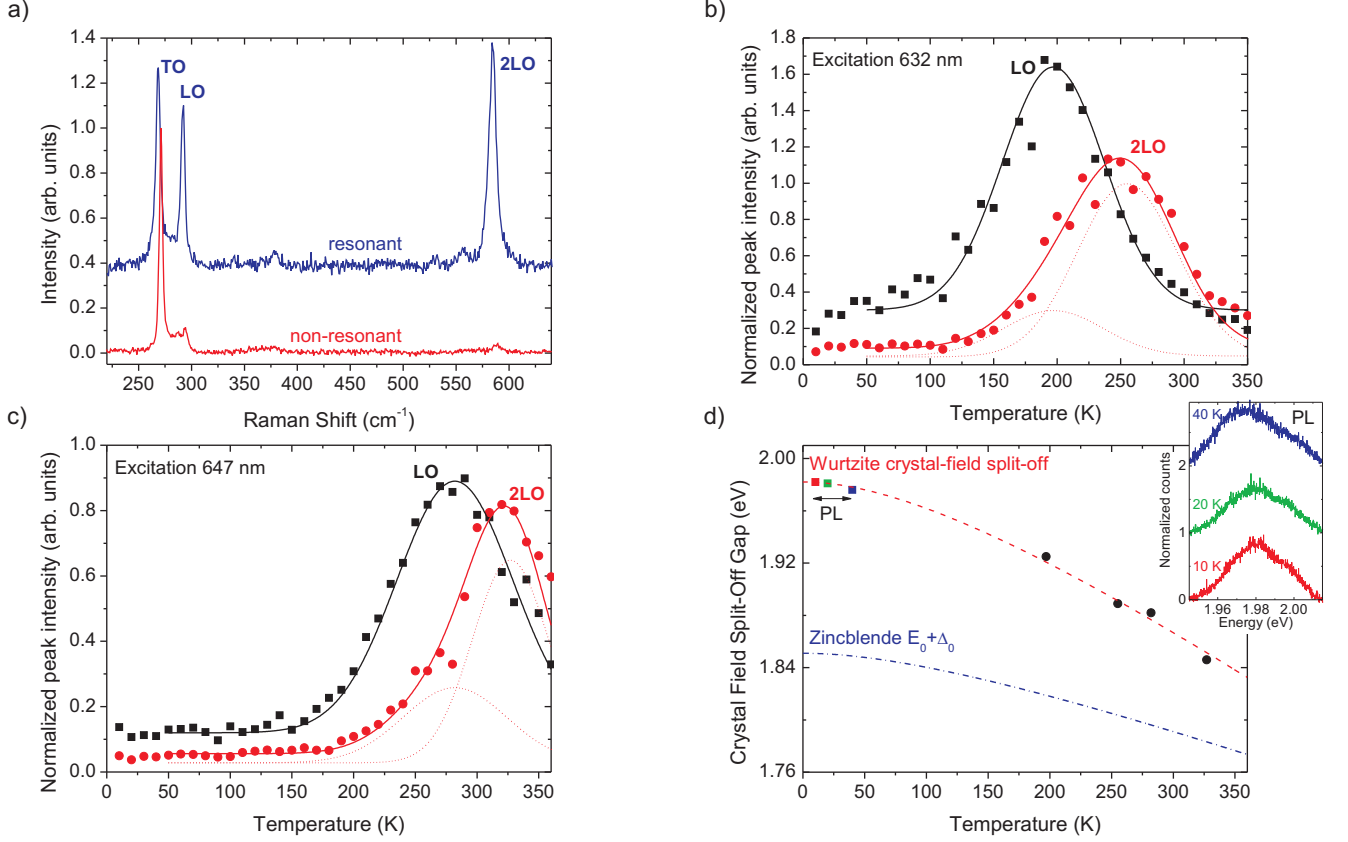 a)
Intensity (arb. units)
1.4
1.2
1.0
0.8
0.6
0.4
0.2
0.0
TO
LO
2LO
resonant
non-resonant
250 300 350 400 450 500 550 600
Raman Shift (cm⁻¹)
b)
Normalized peak intensity (arb. units)
1.8
1.6
1.4
1.2
1.0
0.8
0.6
0.4
0.2
0.0
Excitation 632 nm
LO
2LO
0 50 100 150 200 250 300 350
Temperature (K)
c)
Normalized peak intensity (arb. units)
1.0
0.8
0.6
0.4
0.2
0.0
Excitation 647 nm
LO
2LO
0 50 100 150 200 250 300 350
Temperature (K)
d)
Crystal Field Split-Off Gap (eV)
2.00
1.92
1.84
1.76
Wurtzite crystal-field split-off
PL
Zincblende E₀+Δ₀
0 50 100 150 200 250 300 350
Temperature (K)
Normalized counts
40 K
PL
2
20 K
1
10 K
0
1.96 1.98 2.00
Energy (eV)